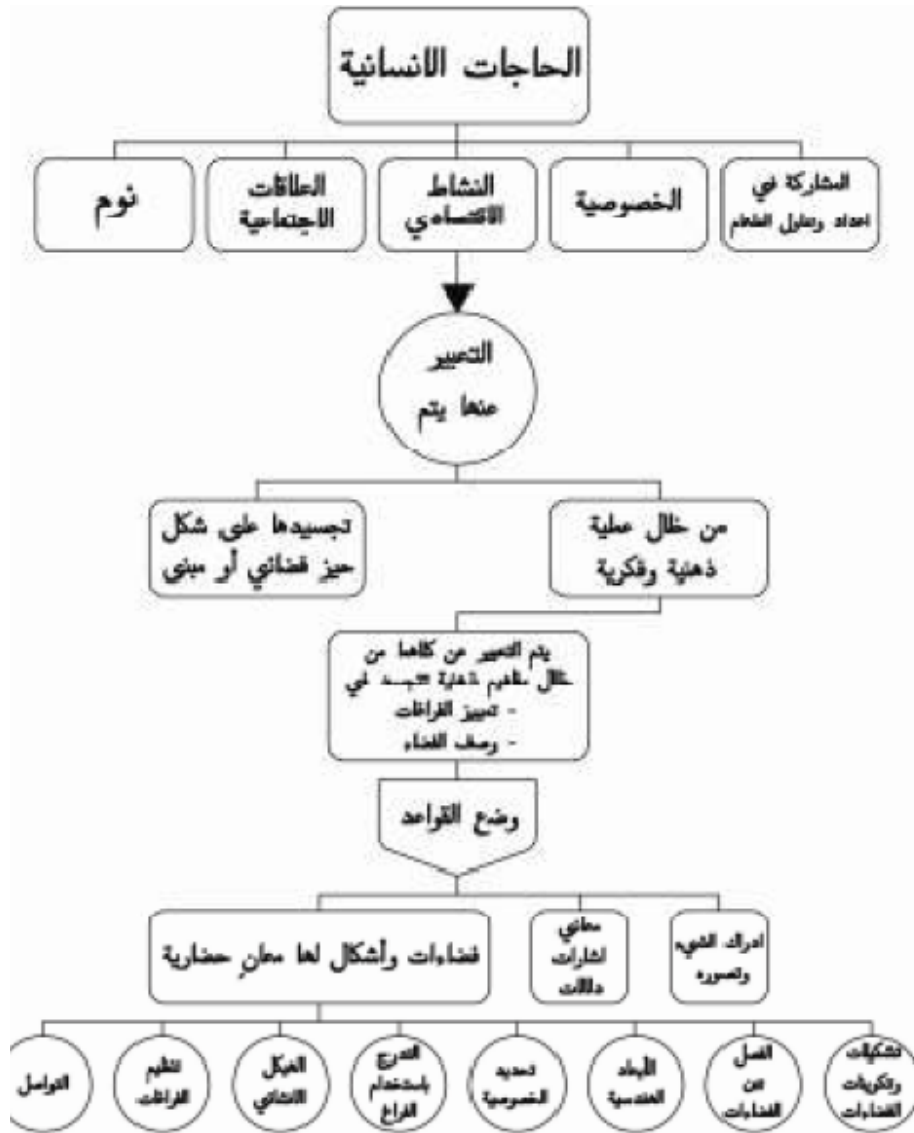 الحاجات الانسانية
المشاركة في
اعداد وتناول الطعام
الخصوصية
النشاط
الاقتصادي
العلاقات
الاجتماعية
نوم
التعبير
عنها يتم
من خلال عملية
ذهنية وفكرية
تجسيدها على شكل
حيز فضائي أو مبنى
يتم التعبير عن كلاهما من
خلال مفاهيم ذهنية في
- تمييز الفراغات
- وصف الفضاء
وضع القواعد
ادراك الشيء
وتصوره
معاني
اشارات
دلالات
فضاءات وأشكال لها معانٍ حضارية
تشكيلات
وتكوينات
الفضاءات
الفصل
بين
الفضاءات
الأبعاد
الهندسية
تحديد
الخصوصية
التدرج
باستخدام
الفراغ
الهيكل
الانشائي
تنظيم
الفراغات
التواصل